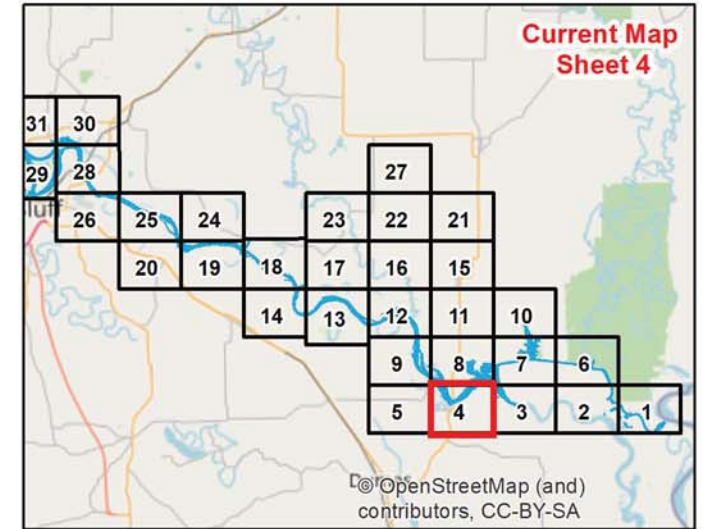 Current Map
Sheet 4
31 30
29 28 27
luff
26 25 24 23 22 21
20 19 18 17 16 15
14 13 12 11 10
9 8 7 6
5 4 3 2 1
© OpenStreetMap (and)
contributors, CC-BY-SA